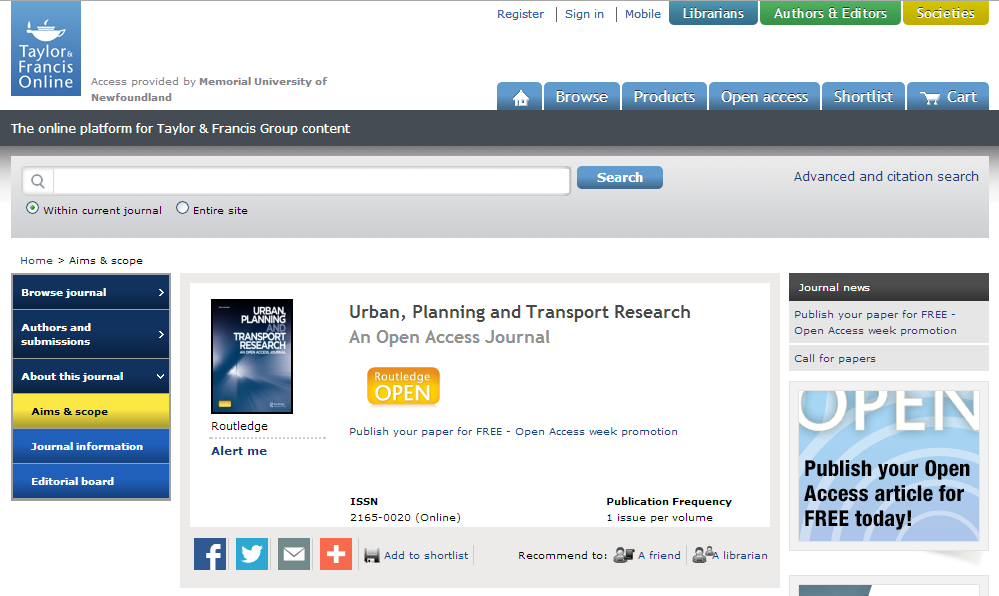 Register
Sign in
Mobile
Librarians
Authors & Editors
Societies
Taylor &
Francis
Online
Access provided by Memorial University of
Newfoundland
Browse
Products
Open access
Shortlist
Cart
The online platform for Taylor & Francis Group content
Search
Advanced and citation search
Within current journal
Entire site
Home > Aims & scope
Browse journal
Authors and
submissions
About this journal
Aims & scope
Journal information
Editorial board
URBAN,
PLANNING
AND
TRANSPORT
RESEARCH
AN OPEN ACCESS JOURNAL
Routledge
Alert me
Urban, Planning and Transport Research
An Open Access Journal
Routledge
OPEN
Publish your paper for FREE - Open Access week promotion
ISSN
2165-0020 (Online)
Publication Frequency
1 issue per volume
Add to shortlist
Recommend to:
A friend
A librarian
Journal news
Publish your paper for FREE -
Open Access week promotion
Call for papers
OPEN
Publish your Open
Access article for
FREE today!